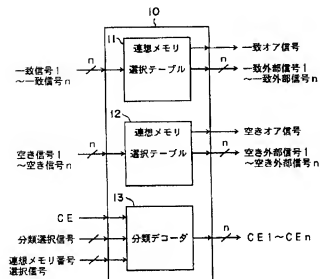 10
11
連想メモリ
選択テーブル
n
一致信号1
～一致信号n
一致オア信号
n
一致外部信号1
～一致外部信号n
12
連想メモリ
選択テーブル
n
空き信号1
～空き信号n
空きオア信号
n
空き外部信号1
～空き外部信号n
13
分類デコーダ
CE
分類選択信号
連想メモリ番号
選択信号
n
CE1～CEn